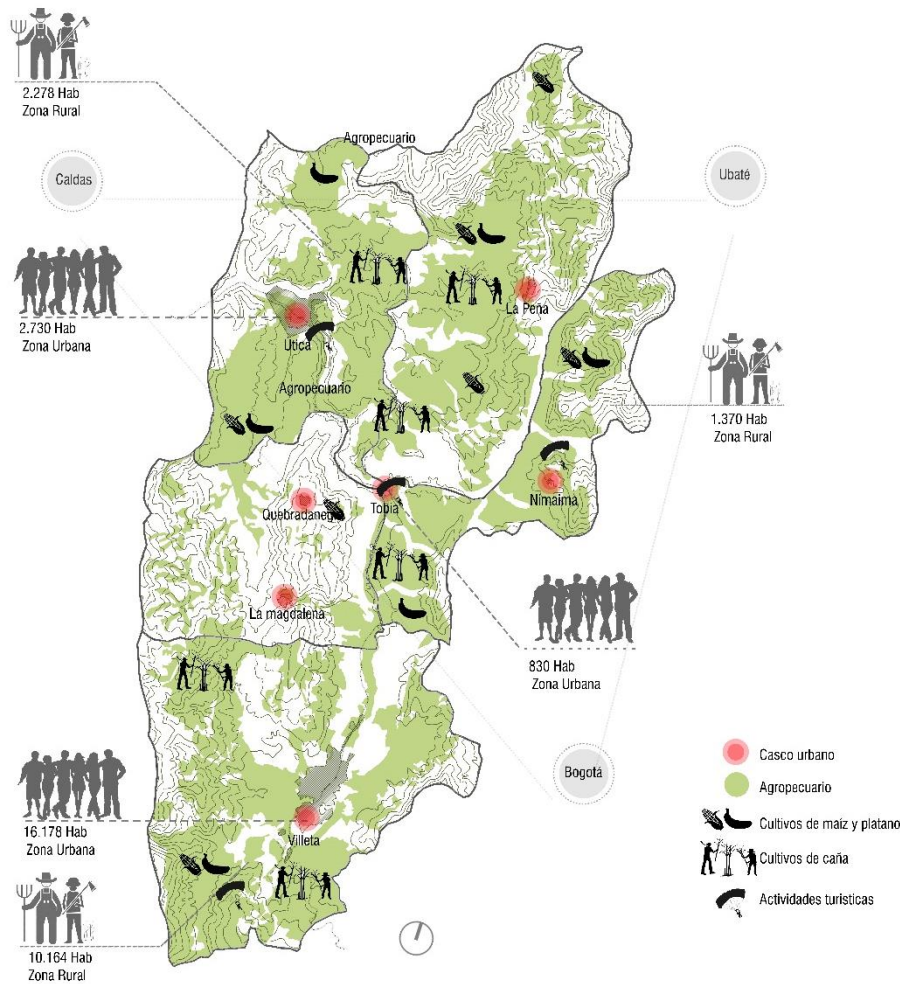 2.278 Hab
Zona Rural
Agropecuario
Caldas
Ubaté
2.730 Hab
Zona Urbana
Utica
La Peña
Agropecuario
1.370 Hab
Zona Rural
Quebradaneg
Tobia
Nimaima
La magdalena
830 Hab
Zona Urbana
Bogotá
Casco urbano
Agropecuario
Cultivos de maíz y platano
Cultivos de caña
Actividades turisticas
16.178 Hab
Zona Urbana
Villeta
10.164 Hab
Zona Rural